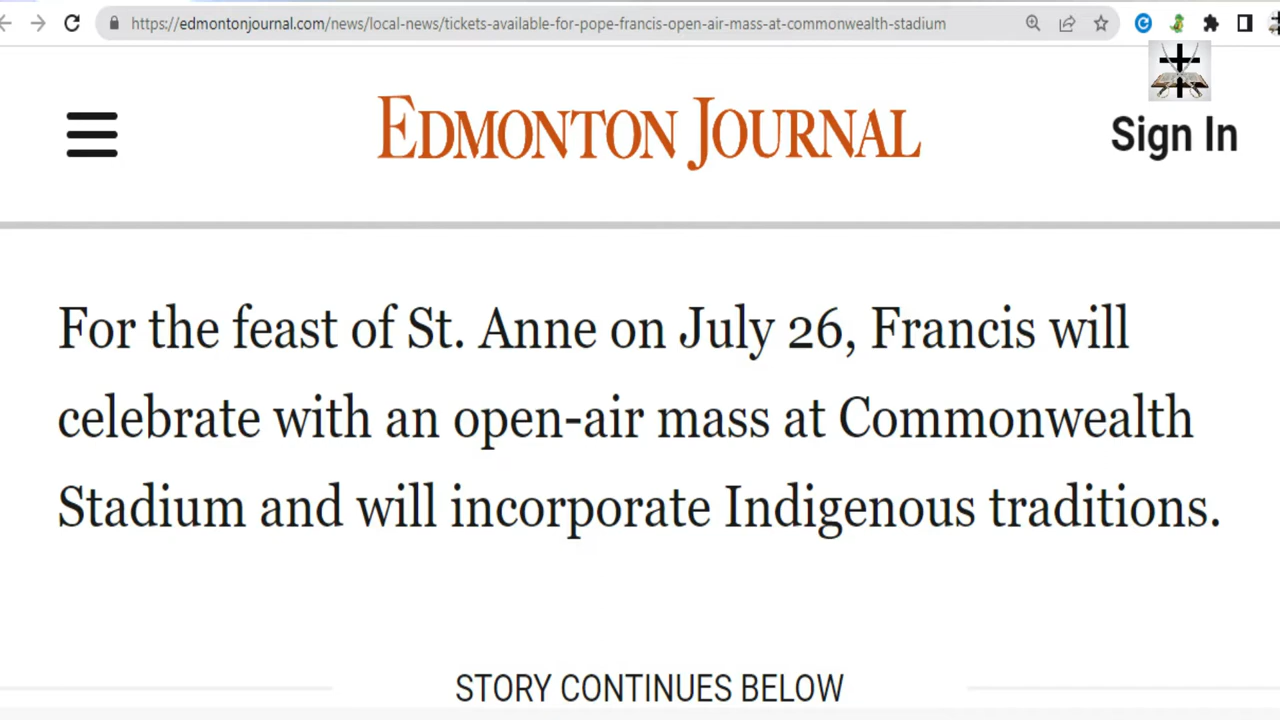 https://edmontonjournal.com/news/local-news/tickets-available-for-pope-francis-open-air-mass-at-commonwealth-stadium
EDMONTON JOURNAL
Sign In
For the feast of St. Anne on July 26, Francis will
celebrate with an open-air mass at Commonwealth
Stadium and will incorporate Indigenous traditions.
STORY CONTINUES BELOW